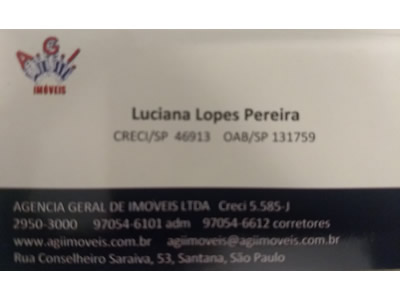 AGI
IMÓVEIS
Luciana Lopes Pereira
CRECI/SP 46913 OAB/SP 131759
AGENCIA GERAL DE IMOVEIS LTDA Creci 5.585-J
2950-3000 97054-6101 adm 97054-6612 corretores
www.agiimoveis.com.br agiimoveis@agiimoveis.com.br
Rua Conselheiro Saraiva, 53, Santana, São Paulo